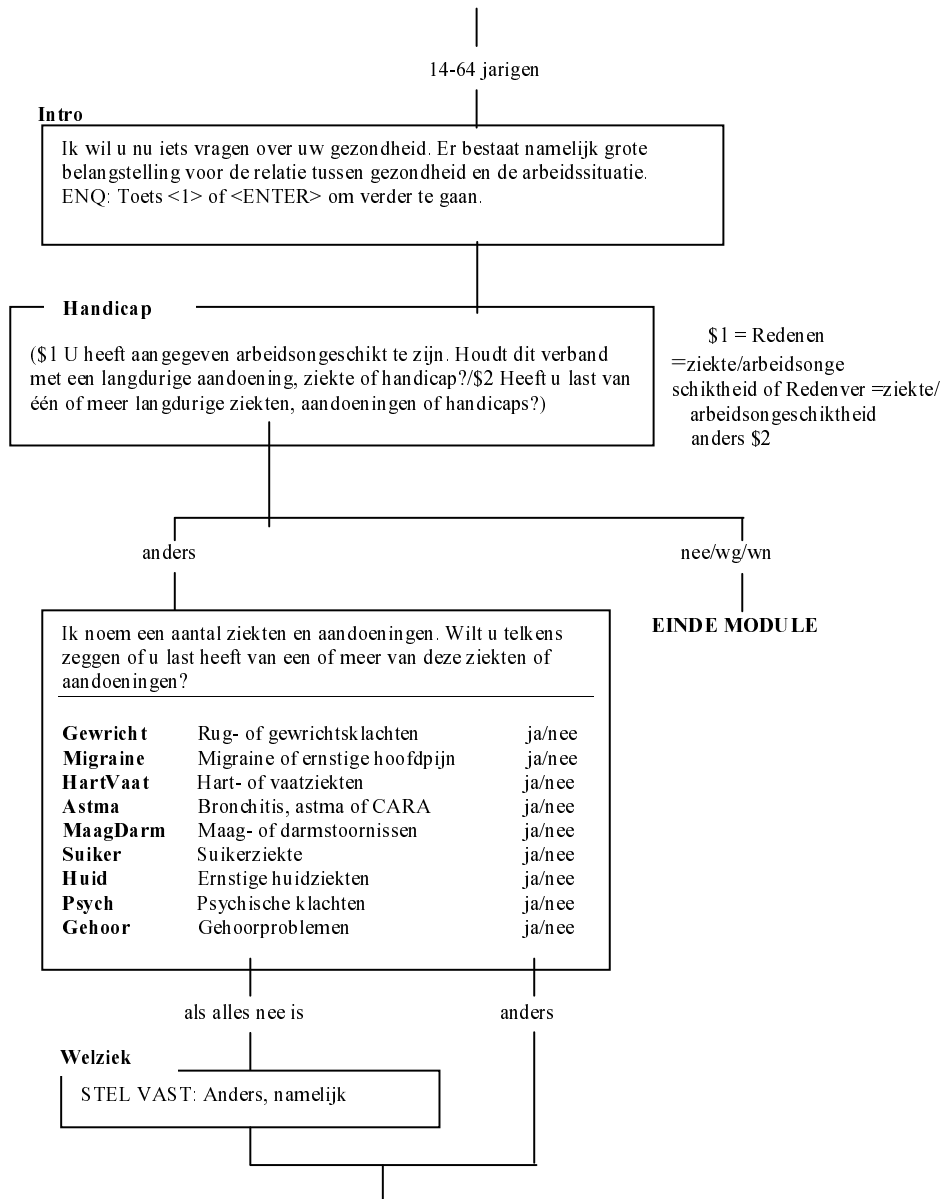 14-64 jarigen
Intro
Ik wil u nu iets vragen over uw gezondheid. Er bestaat namelijk grote
belangstelling voor de relatie tussen gezondheid en de arbeidssituatie.
ENQ: Toets <1> of <ENTER> om verder te gaan.
Handicap
($1 U heeft aangegeven arbeidsongeschikt te zijn. Houdt dit verband
met een langdurige aandoening, ziekte of handicap?/$2 Heeft u last van
één of meer langdurige ziekten, aandoeningen of handicaps?)
$1 = Redenen
=ziekte/arbeidsonge
schiktheid of Redenver =ziekte/
arbeidsongeschiktheid
anders $2
anders
nee/wg/wn
EINDE MODULE
Ik noem een aantal ziekten en aandoeningen. Wilt u telkens
zeggen of u last heeft van een of meer van deze ziekten of
aandoeningen?
Gewricht Rug- of gewrichtsklachten ja/nee
Migraine Migraine of ernstige hoofdpijn ja/nee
HartVaat Hart- of vaatziekten ja/nee
Astma Bronchitis, astma of CARA ja/nee
MaagDarm Maag- of darmstoornissen ja/nee
Suiker Suikerziekte ja/nee
Huid Ernstige huidziekten ja/nee
Psych Psychische klachten ja/nee
Gehoor Gehoorproblemen ja/nee
als alles nee is
anders
Welziek
STEL VAST: Anders, namelijk